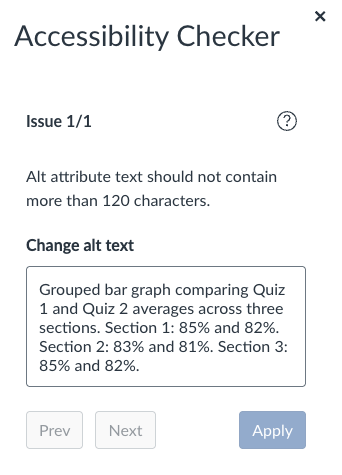 ×
Accessibility Checker
Issue 1/1
?
Alt attribute text should not contain
more than 120 characters.
Change alt text
Grouped bar graph comparing Quiz
1 and Quiz 2 averages across three
sections. Section 1: 85% and 82%.
Section 2: 83% and 81%. Section 3:
85% and 82%.
Prev Next Apply